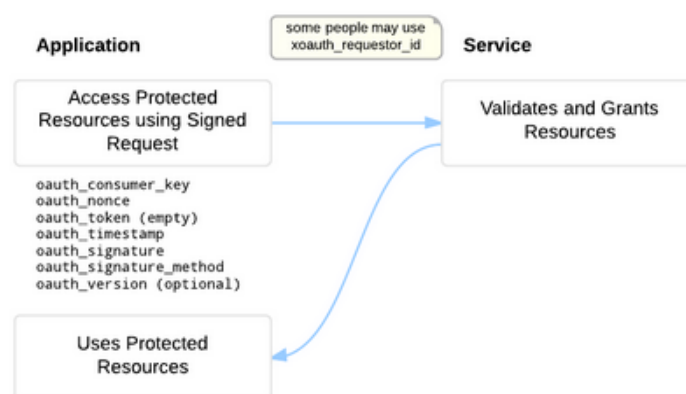 some people may use
xoauth_requestor_id
Application
Service
Access Protected
Resources using Signed
Request
Validates and Grants
Resources
oauth_consumer_key
oauth_nonce
oauth_token (empty)
oauth_timestamp
oauth_signature
oauth_signature_method
oauth_version (optional)
Uses Protected
Resources